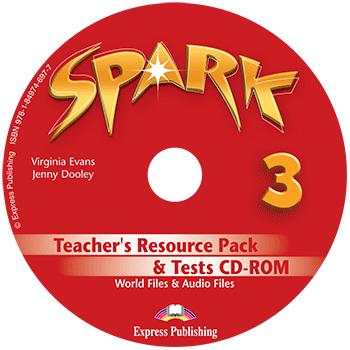 SPARK
© Express Publishing ISBN 978-1-84974-697-7
Virginia Evans
Jenny Dooley
3
Teacher's Resource Pack
& Tests CD-ROM
World Files & Audio Files
Express Publishing